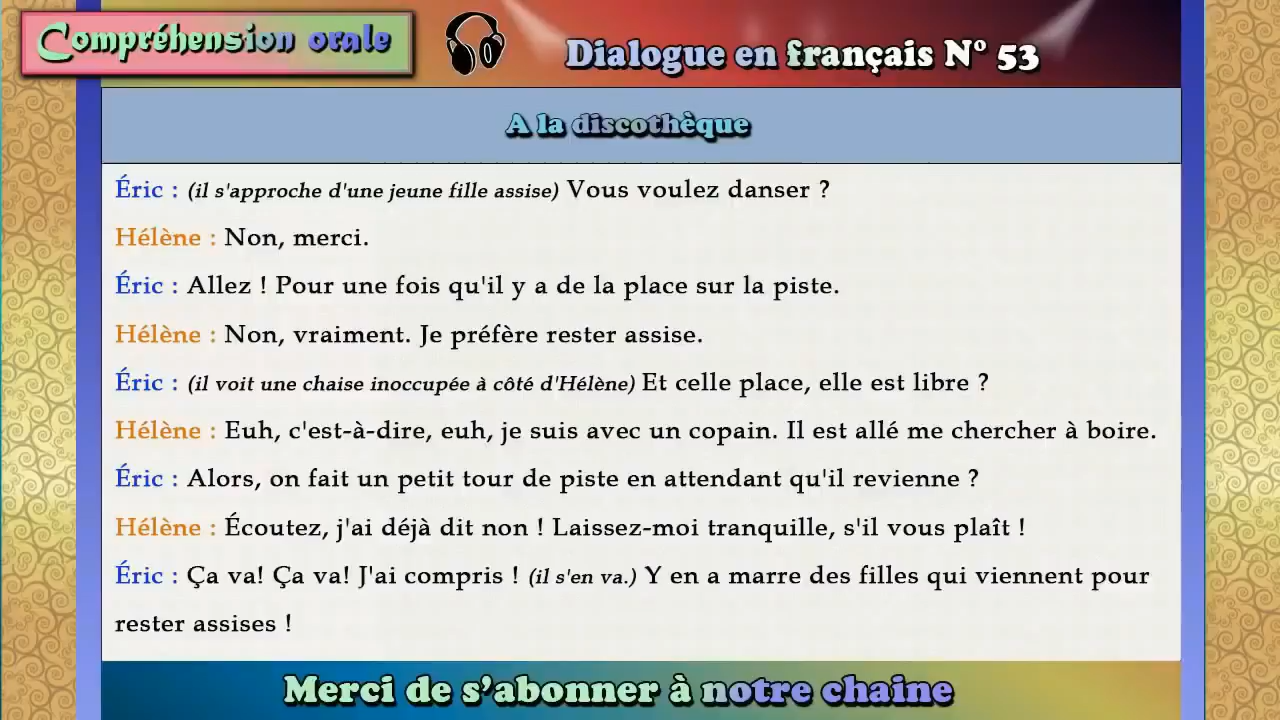 Compréhension orale
Dialogue en français N° 53
A la discothèque
Éric : (il s'approche d'une jeune fille assise) Vous voulez danser ?
Hélène : Non, merci.
Éric : Allez ! Pour une fois qu'il y a de la place sur la piste.
Hélène : Non, vraiment. Je préfère rester assise.
Éric : (il voit une chaise inoccupée à côté d'Hélène) Et celle place, elle est libre ?
Hélène : Euh, c'est-à-dire, euh, je suis avec un copain. Il est allé me chercher à boire.
Éric : Alors, on fait un petit tour de piste en attendant qu'il revienne ?
Hélène : Écoutez, j'ai déjà dit non ! Laissez-moi tranquille, s'il vous plaît !
Éric : Ça va! Ça va! J'ai compris ! (il s'en va.) Y en a marre des filles qui viennent pour
rester assises !
Merci de s'abonner à notre chaine